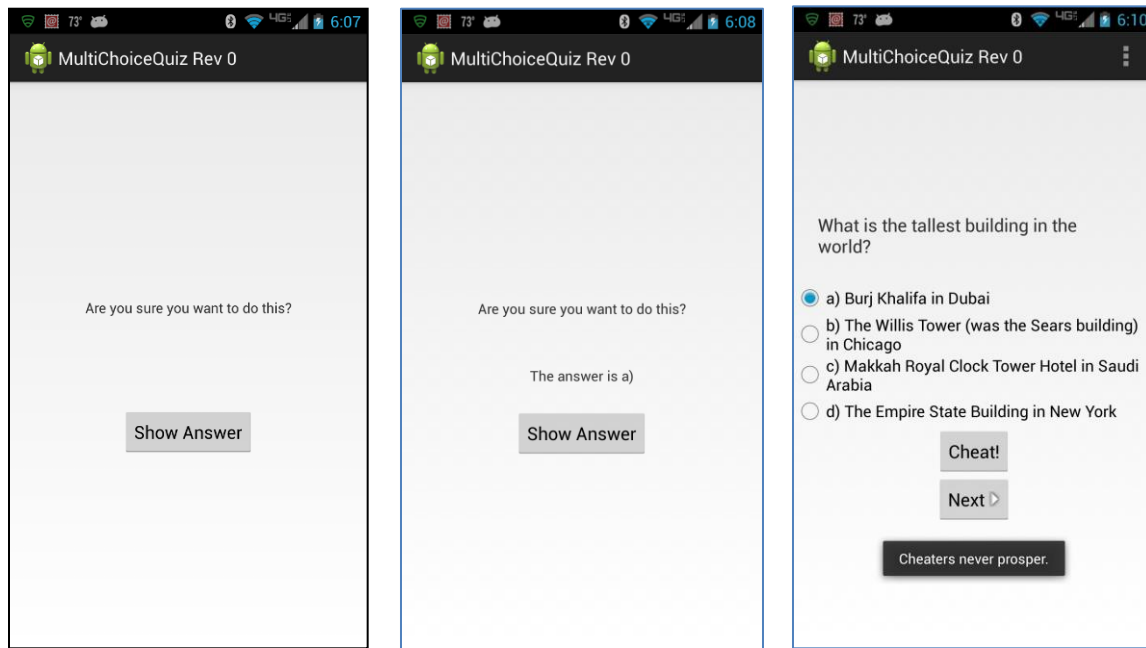 73°
4G
6:07
MultiChoiceQuiz Rev 0
Are you sure you want to do this?
Show Answer
73°
4G
6:08
MultiChoiceQuiz Rev 0
Are you sure you want to do this?
The answer is a)
Show Answer
73°
4G
6:10
MultiChoiceQuiz Rev 0
What is the tallest building in the
world?
a) Burj Khalifa in Dubai
b) The Willis Tower (was the Sears building)
in Chicago
c) Makkah Royal Clock Tower Hotel in Saudi
Arabia
d) The Empire State Building in New York
Cheat!
Next
Cheaters never prosper.